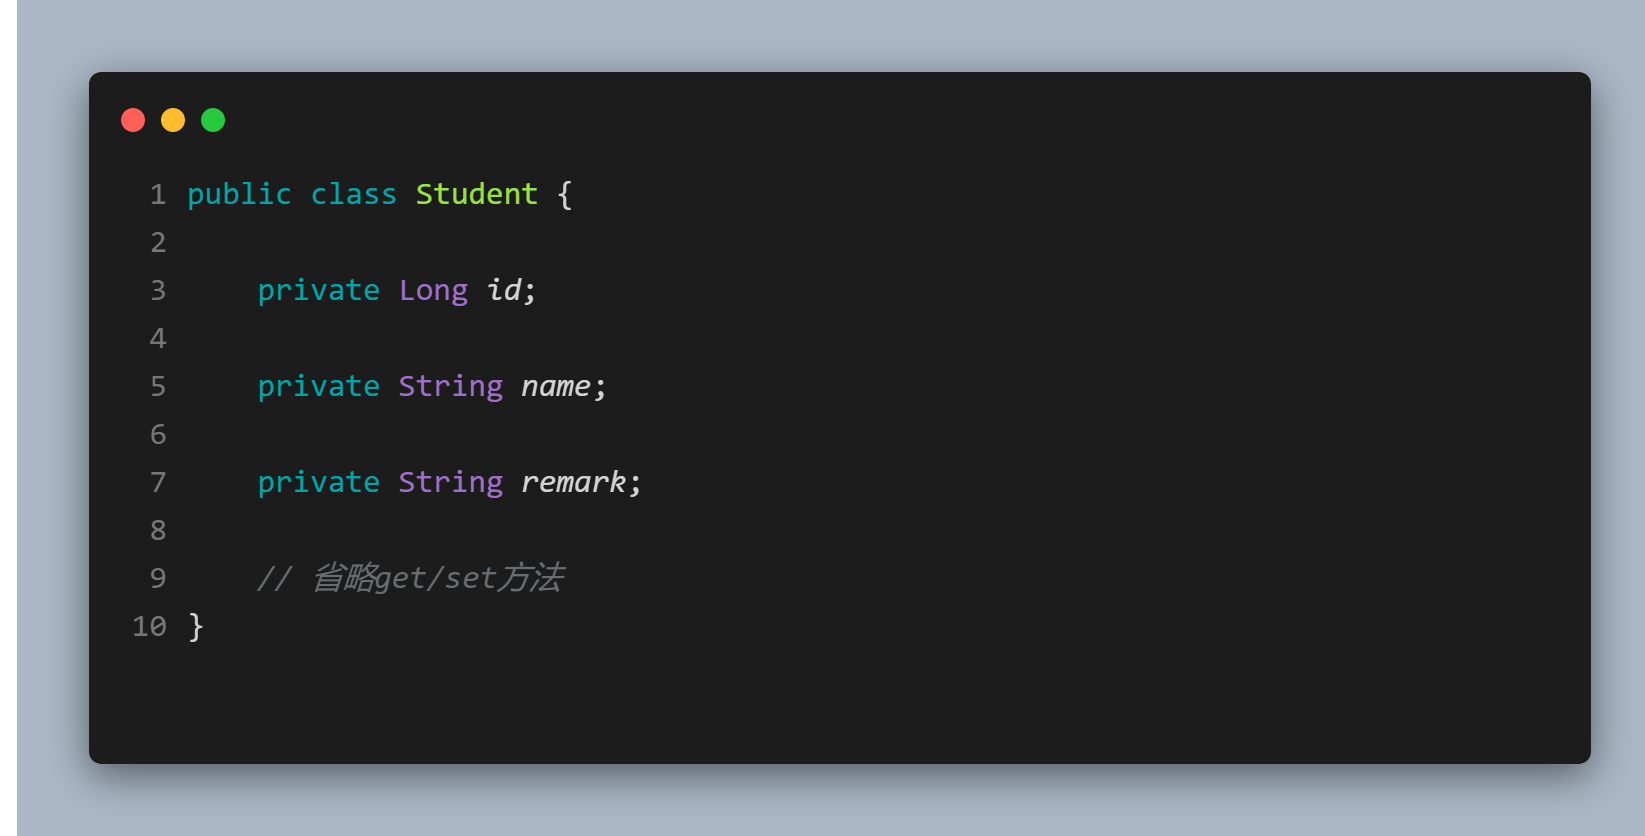 1 public class Student {
2
3     private Long id;
4
5     private String name;
6
7     private String remark;
8
9     // 省略get/set方法
10 }